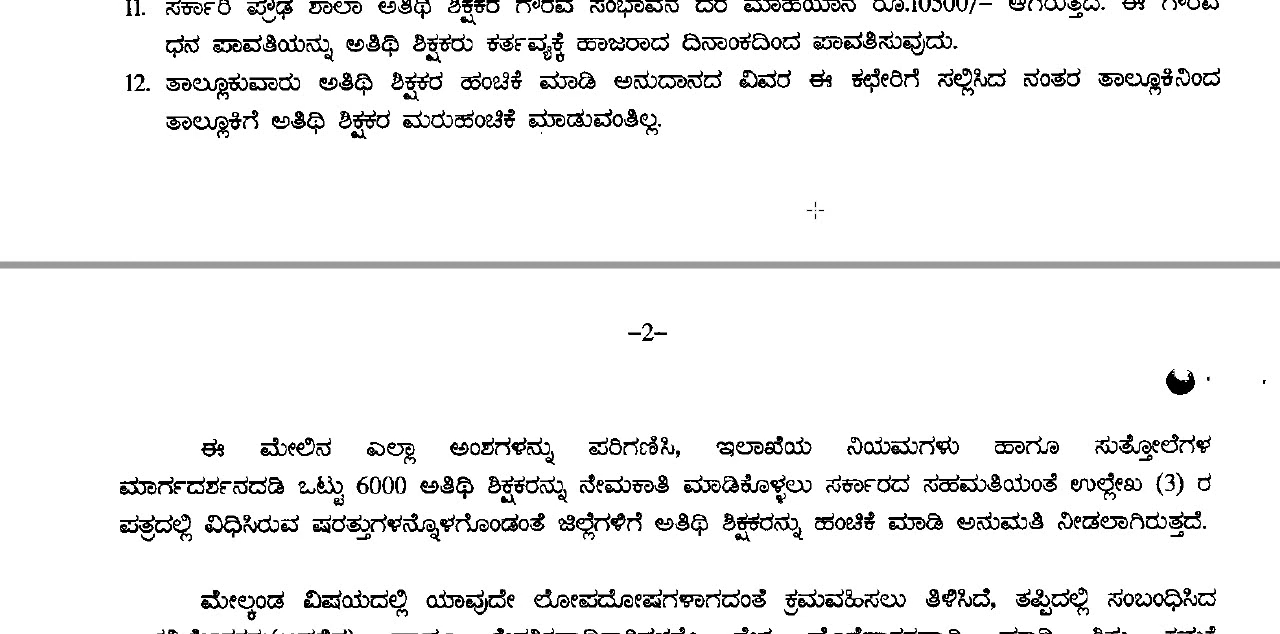 11. ಸರ್ಕಾರಿ ಪ್ರೌಢ ಶಾಲಾ ಅತಿಥಿ ಶಿಕ್ಷಕರ ಗೌರವ ಸಂಭಾವನೆ ದರ ಮಾಹೆಯಾನ ರೂ.10500/– ಆಗಿರುತ್ತದೆ. ಈ ಗೌರವ
ಧನ ಪಾವತಿಯನ್ನು ಅತಿಥಿ ಶಿಕ್ಷಕರು ಕರ್ತವ್ಯಕ್ಕೆ ಹಾಜರಾದ ದಿನಾಂಕದಿಂದ ಪಾವತಿಸುವುದು.
12. ತಾಲ್ಲೂಕುವಾರು ಅತಿಥಿ ಶಿಕ್ಷಕರ ಹಂಚಿಕೆ ಮಾಡಿ ಅನುದಾನದ ವಿವರ ಈ ಕಛೇರಿಗೆ ಸಲ್ಲಿಸಿದ ನಂತರ ತಾಲ್ಲೂಕಿನಿಂದ
ತಾಲ್ಲೂಕಿಗೆ ಅತಿಥಿ ಶಿಕ್ಷಕರ ಮರುಹಂಚಿಕೆ ಮಾಡುವಂತಿಲ್ಲ.
–2–
ಈ ಮೇಲಿನ ಎಲ್ಲಾ ಅಂಶಗಳನ್ನು ಪರಿಗಣಿಸಿ, ಇಲಾಖೆಯ ನಿಯಮಗಳು ಹಾಗೂ ಸುತ್ತೋಲೆಗಳ
ಮಾರ್ಗದರ್ಶನದಡಿ ಒಟ್ಟು 6000 ಅತಿಥಿ ಶಿಕ್ಷಕರನ್ನು ನೇಮಕಾತಿ ಮಾಡಿಕೊಳ್ಳಲು ಸರ್ಕಾರದ ಸಹಮತಿಯಂತೆ ಉಲ್ಲೇಖ (3) ರ
ಪತ್ರದಲ್ಲಿ ವಿಧಿಸಿರುವ ಷರತ್ತುಗಳನ್ನೊಳಗೊಂಡಂತೆ ಜಿಲ್ಲೆಗಳಿಗೆ ಅತಿಥಿ ಶಿಕ್ಷಕರನ್ನು ಹಂಚಿಕೆ ಮಾಡಿ ಅನುಮತಿ ನೀಡಲಾಗಿರುತ್ತದೆ.
ಮೇಲ್ಕಂಡ ವಿಷಯದಲ್ಲಿ ಯಾವುದೇ ಲೋಪದೋಷಗಳಾಗದಂತೆ ಕ್ರಮವಹಿಸಲು ತಿಳಿಸಿದೆ, ತಪ್ಪಿದಲ್ಲಿ ಸಂಬಂಧಿಸಿದ